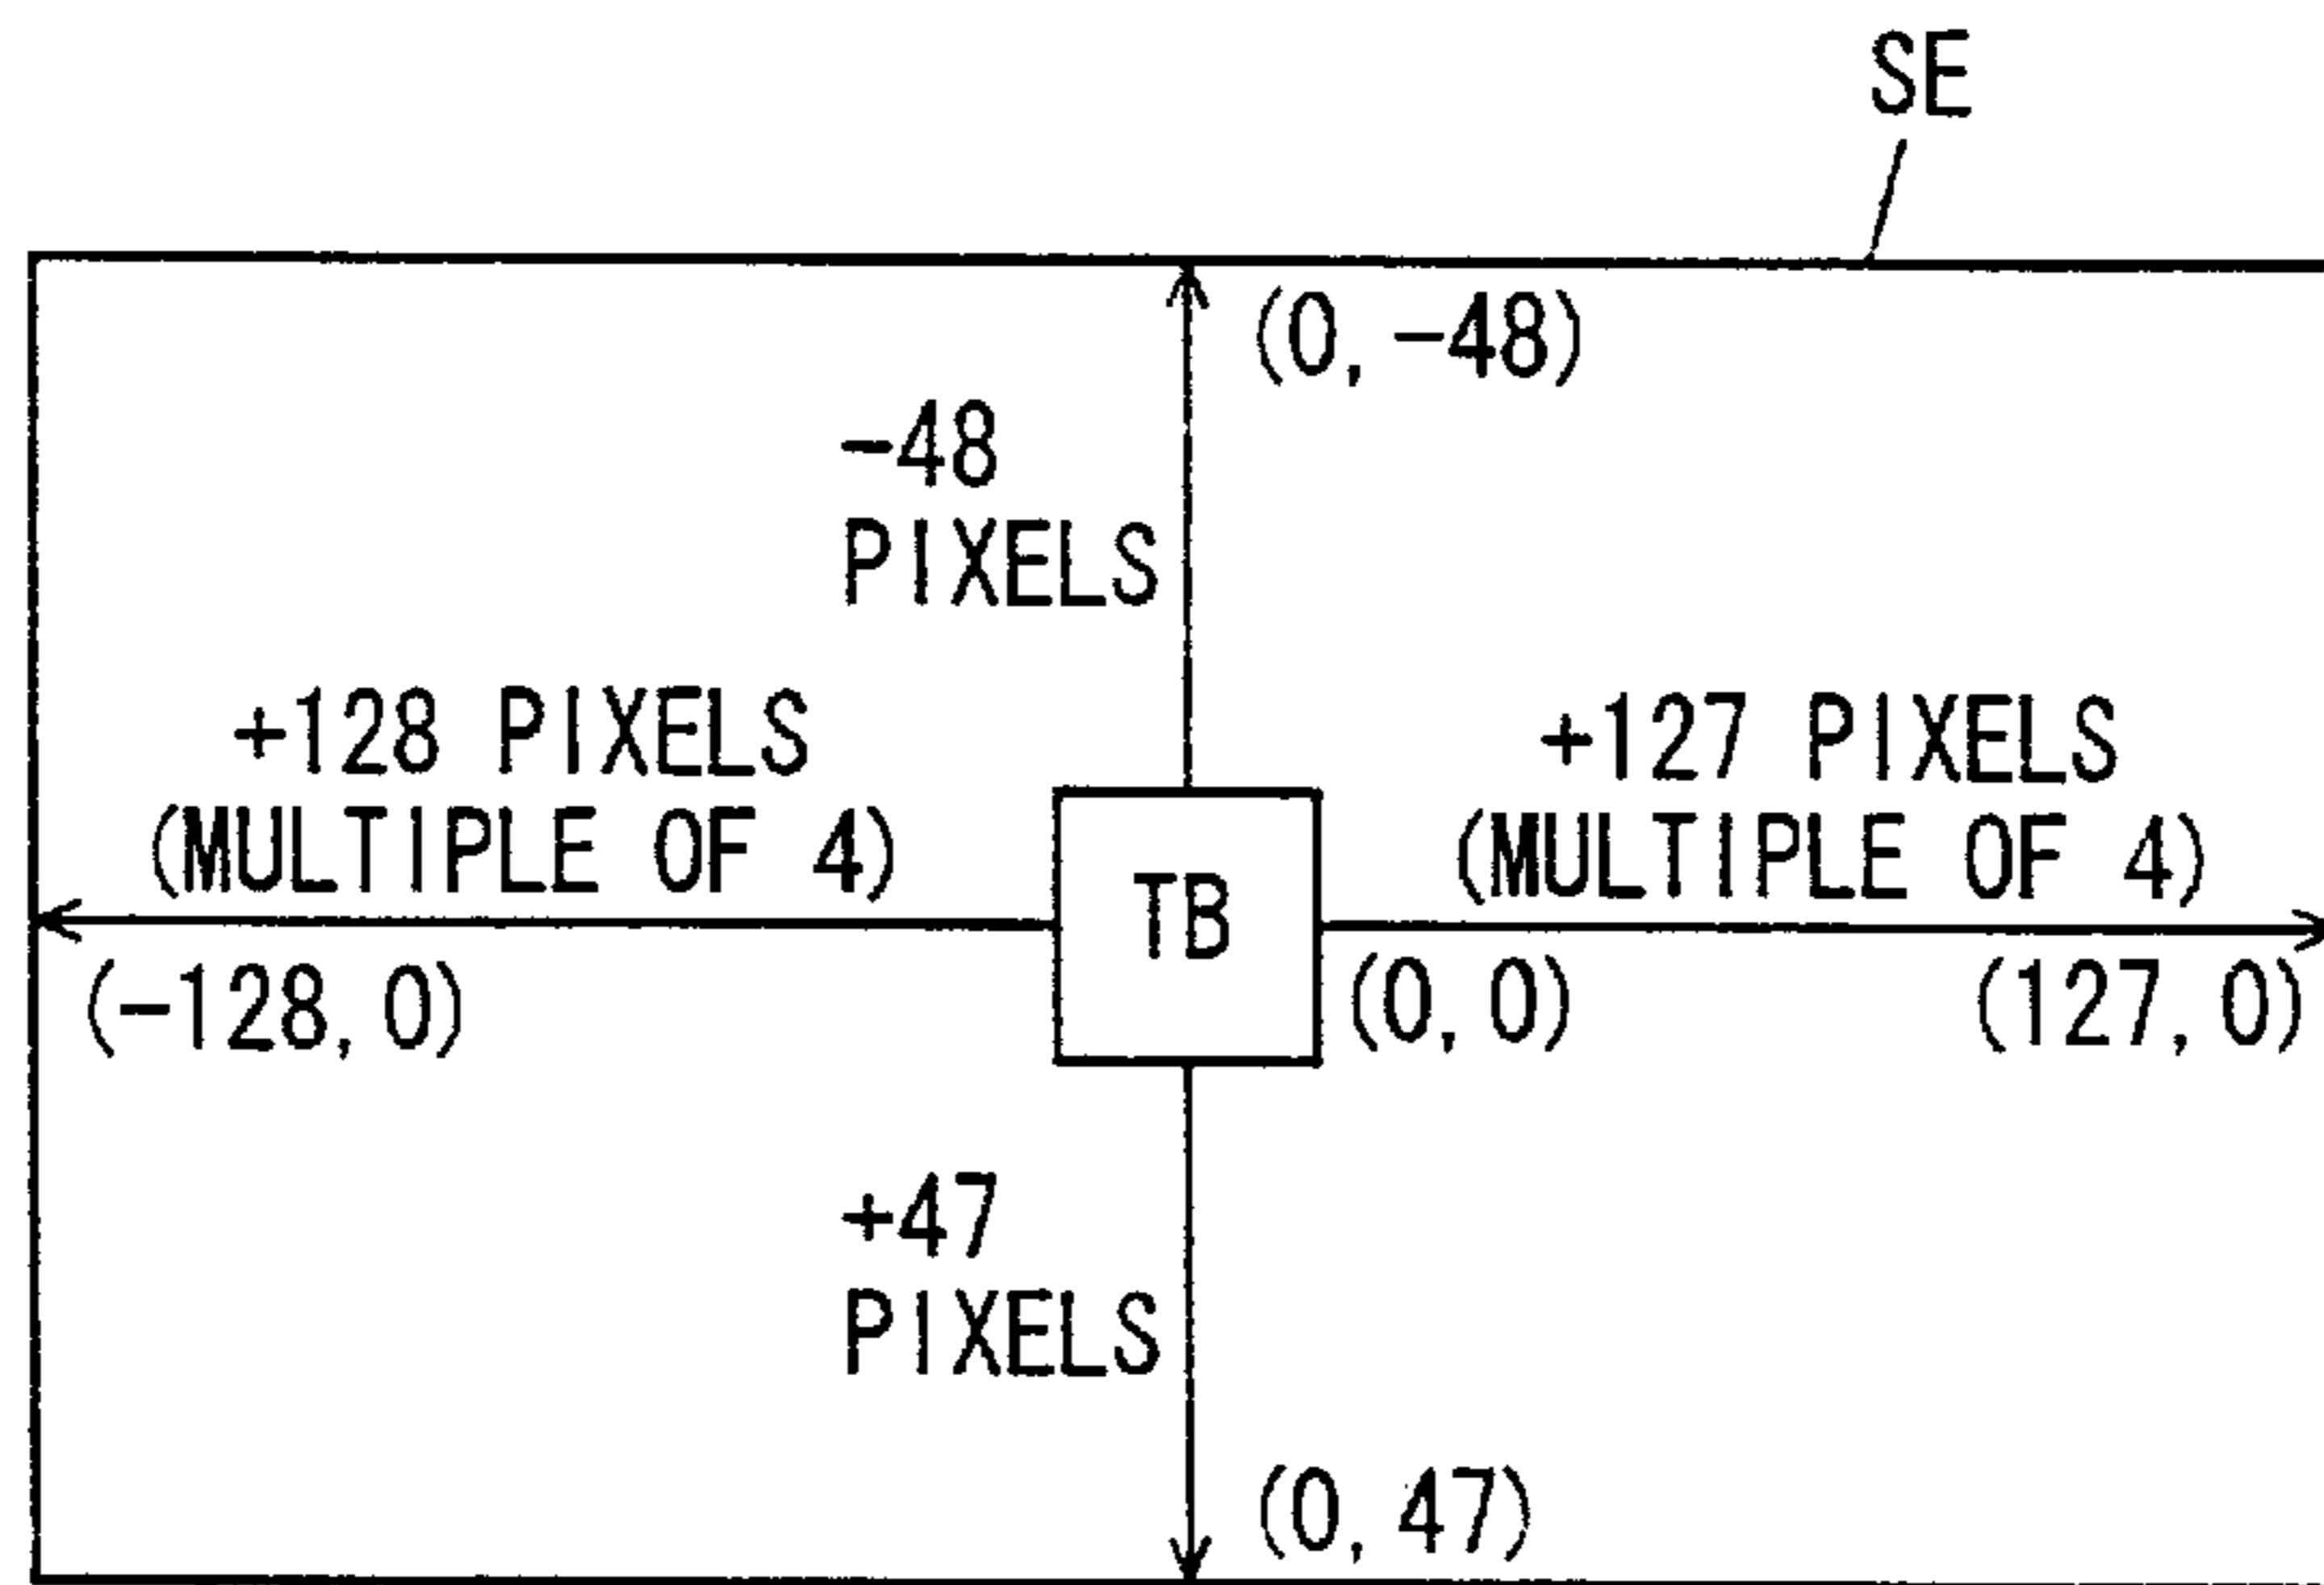 SE
(0, -48)
-48
PIXELS
+128 PIXELS
(MULTIPLE OF 4)
+127 PIXELS
(MULTIPLE OF 4)
TB
(-128, 0)
(0, 0)
(127, 0)
+47
PIXELS
(0, 47)